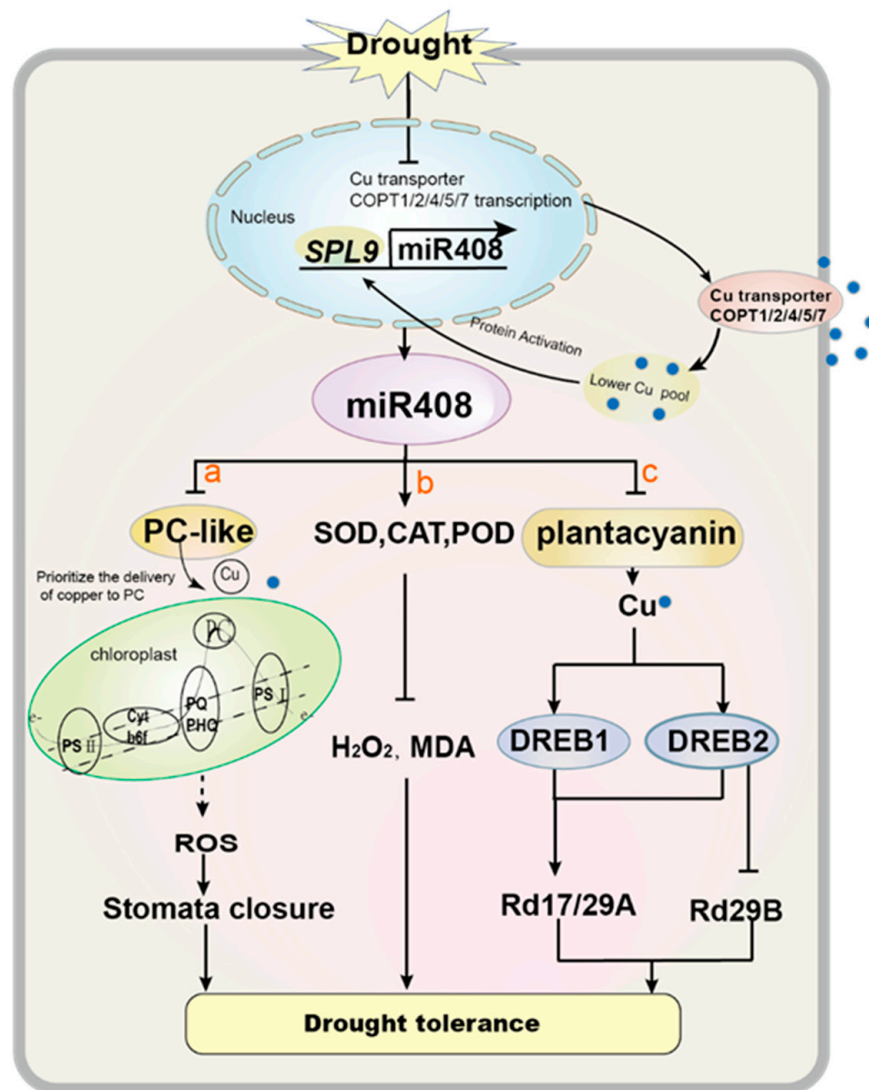 Drought
Cu transporter
COPT1/2/4/5/7 transcription
Nucleus
SPL9
miR408
Cu transporter
COPT1/2/4/5/7
Protein Activation
Lower Cu pool
miR408
a
b
c
PC-like
SOD,CAT,POD
plantacyanin
Prioritize the delivery
of copper to PC
Cu
Cu
chloroplast
PC
e-
PS II
Cyt
b6f
PQ
PHQ
PS I
e-
DREB1
DREB2
H₂O₂, MDA
ROS
Stomata closure
Rd17/29A
Rd29B
Drought tolerance